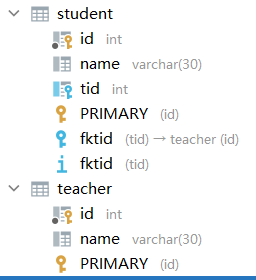 student
id int
name varchar(30)
tid int
PRIMARY (id)
fktid (tid) → teacher (id)
fktid (tid)
teacher
id int
name varchar(30)
PRIMARY (id)